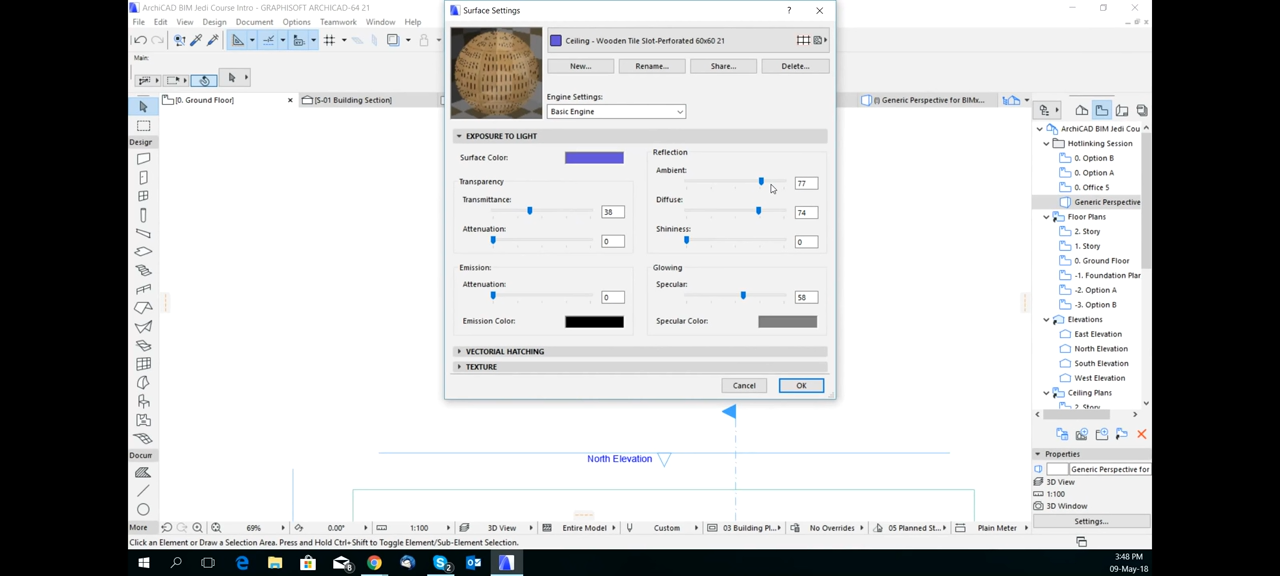 ArchiCAD BIM Jedi Course Intro - GRAPHISOFT ARCHICAD-64 21
File Edit View Design Document Options Teamwork Window Help
Main:
[0. Ground Floor]
[S-01 Building Section]
(!) Generic Perspective for BIMx...
Design
Docum
More
Surface Settings
?
Ceiling - Wooden Tile Slot-Perforated 60x60 21
New... Rename... Share... Delete...
Engine Settings:
Basic Engine
EXPOSURE TO LIGHT
Surface Color:
Transparency
Transmittance:
38
Attenuation:
0
Emission:
Attenuation:
0
Emission Color:
Reflection
Ambient:
77
Diffuse:
74
Shininess:
0
Glowing
Specular:
58
Specular Color:
VECTORIAL HATCHING
TEXTURE
Cancel OK
North Elevation
ArchiCAD BIM Jedi Cou
Hotlinking Session
0. Option B
0. Option A
0. Office 5
Generic Perspective
Floor Plans
2. Story
1. Story
0. Ground Floor
-1. Foundation Plar
-2. Option A
-3. Option B
Elevations
East Elevation
North Elevation
South Elevation
West Elevation
Ceiling Plans
2. Story
Properties
Generic Perspective for
3D View
1:100
3D Window
Settings...
69% 0.00° 1:100 3D View Entire Model Custom 03 Building Pl... No Overrides 05 Planned St... Plain Meter
Click an Element or Draw a Selection Area. Press and Hold Ctrl+Shift to Toggle Element/Sub-Element Selection.
3:48 PM
09-May-18